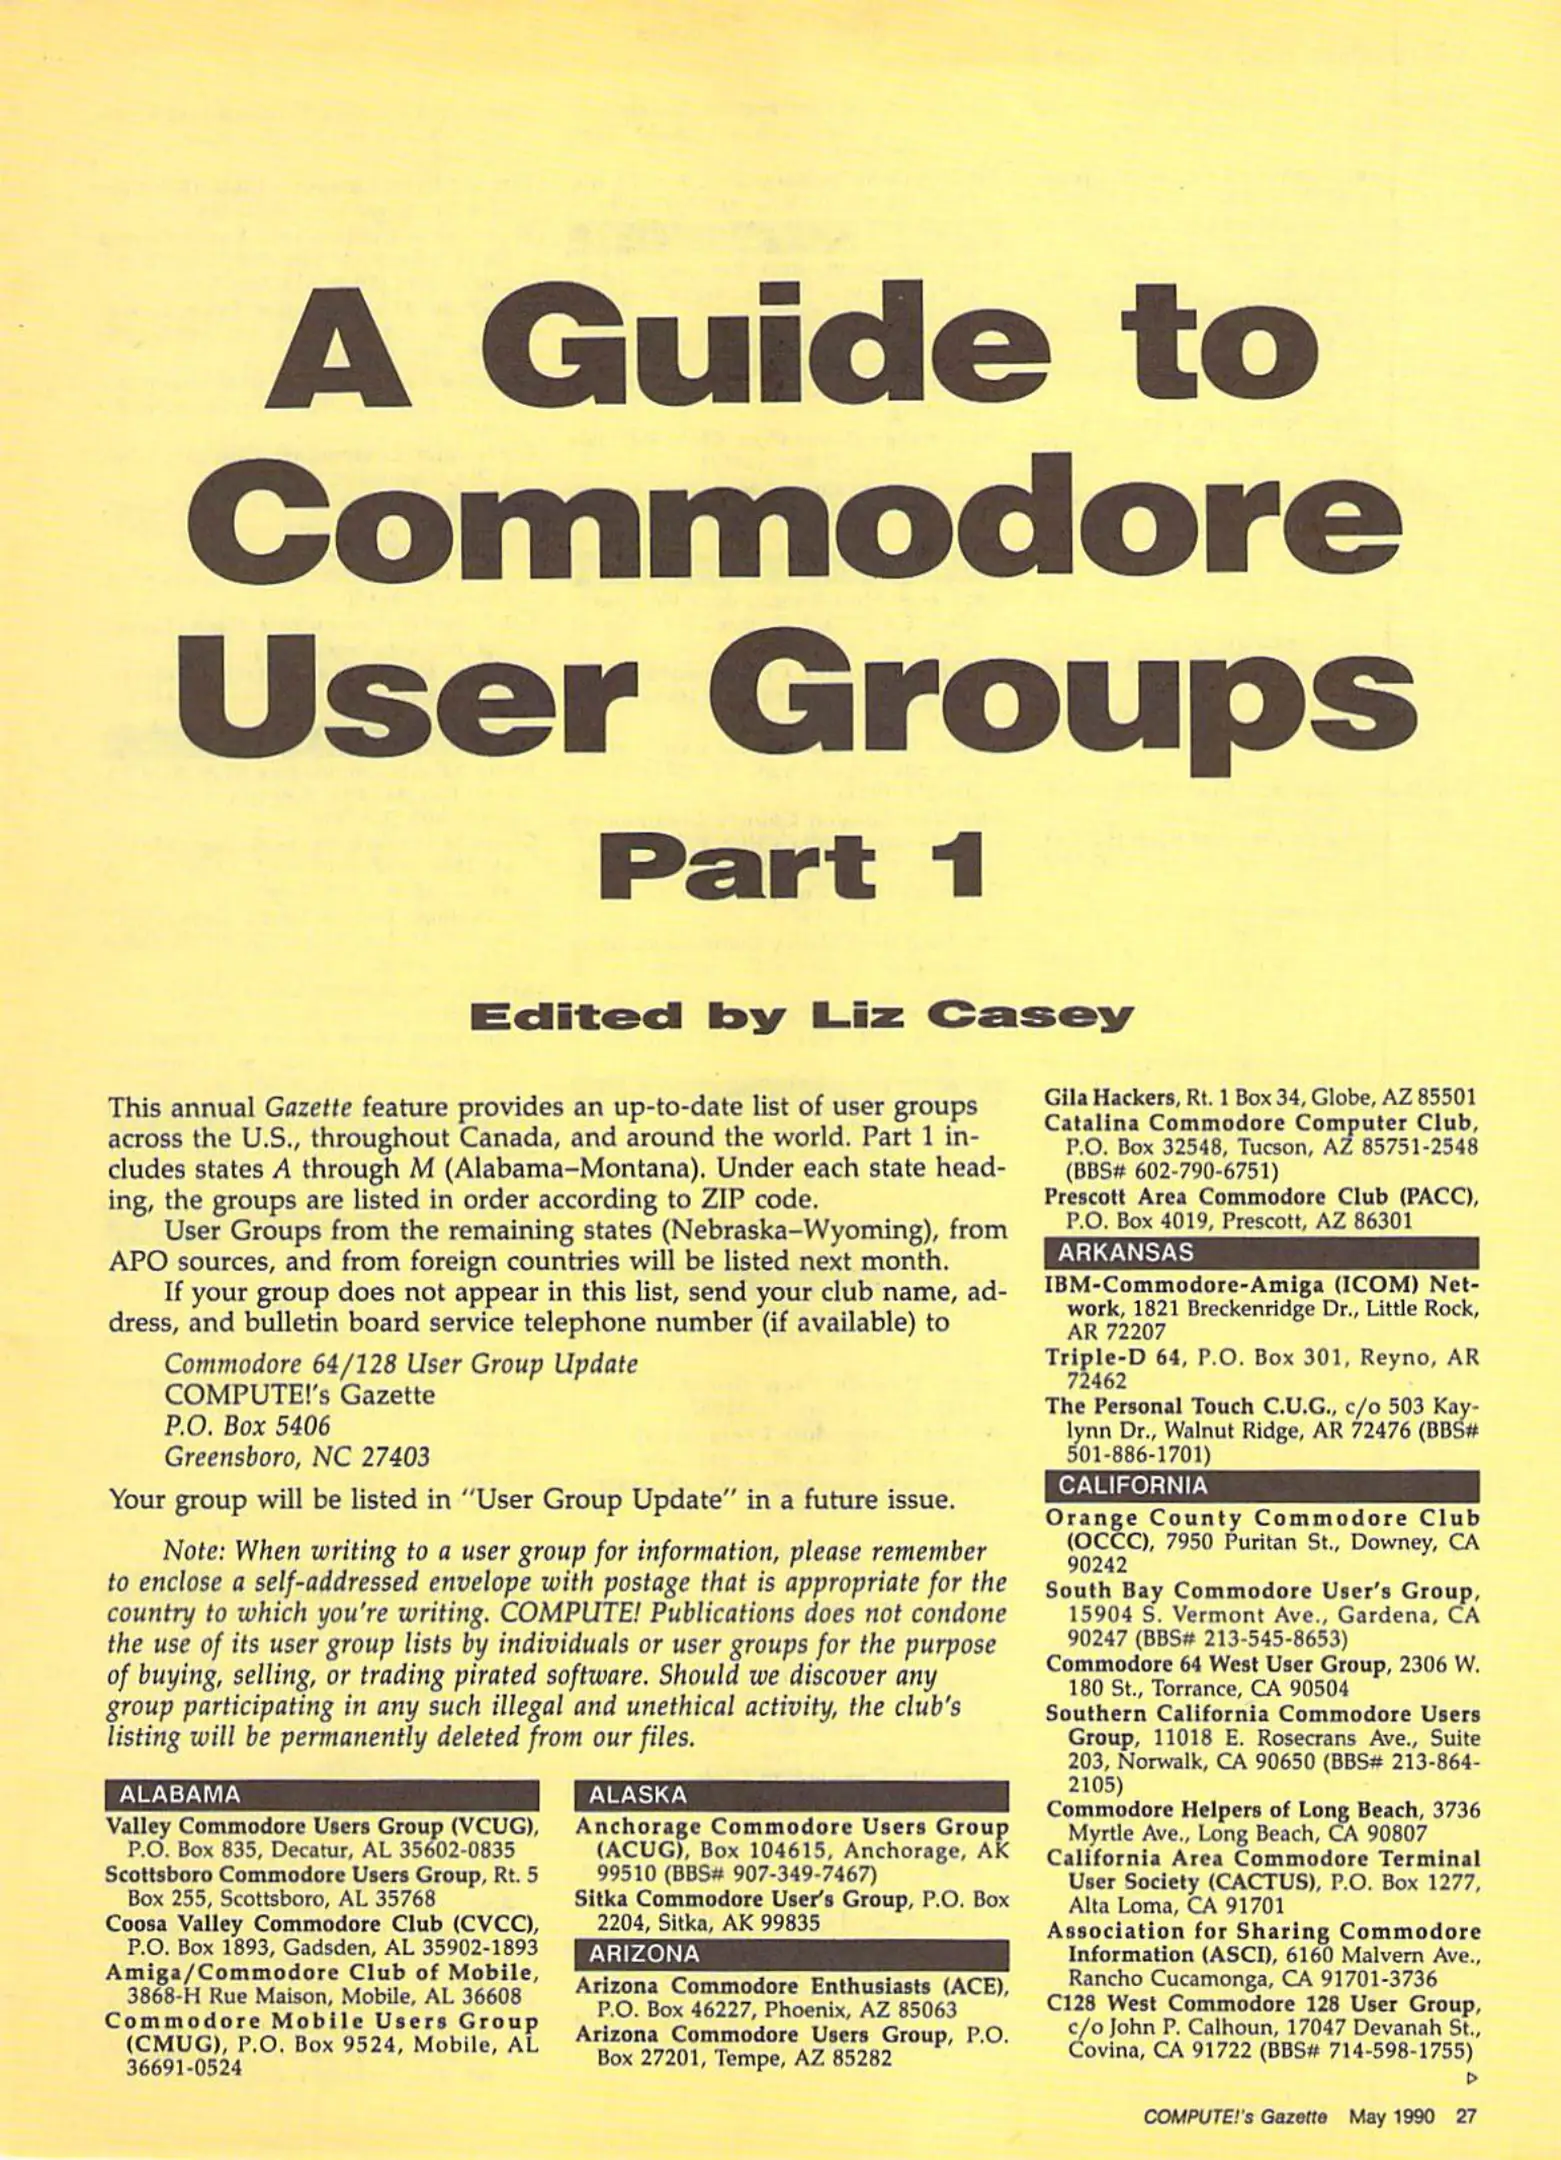 A Guide to
Commodore
User Groups
Part 1
Edited by Liz Casey
This annual Gazette feature provides an up-to-date list of user groups
across the U.S., throughout Canada, and around the world. Part 1 in-
cludes states A through M (Alabama–Montana). Under each state head-
ing, the groups are listed in order according to ZIP code.
User Groups from the remaining states (Nebraska–Wyoming), from
APO sources, and from foreign countries will be listed next month.
If your group does not appear in this list, send your club name, ad-
dress, and bulletin board service telephone number (if available) to
Commodore 64/128 User Group Update
COMPUTE!'s Gazette
P.O. Box 5406
Greensboro, NC 27403
Your group will be listed in "User Group Update" in a future issue.
Note: When writing to a user group for information, please remember
to enclose a self-addressed envelope with postage that is appropriate for the
country to which you're writing. COMPUTE! Publications does not condone
the use of its user group lists by individuals or user groups for the purpose
of buying, selling, or trading pirated software. Should we discover any
group participating in any such illegal and unethical activity, the club's
listing will be permanently deleted from our files.
ALABAMA
Valley Commodore Users Group (VCUG),
P.O. Box 835, Decatur, AL 35602-0835
Scottsboro Commodore Users Group, Rt. 5
Box 255, Scottsboro, AL 35768
Coosa Valley Commodore Club (CVCC),
P.O. Box 1893, Gadsden, AL 35902-1893
Amiga/Commodore Club of Mobile,
3868-H Rue Maison, Mobile, AL 36608
Commodore Mobile Users Group
(CMUG), P.O. Box 9524, Mobile, AL
36691-0524
ALASKA
Anchorage Commodore Users Group
(ACUG), Box 104615, Anchorage, AK
99510 (BBS# 907-349-7467)
Sitka Commodore User's Group, P.O. Box
2204, Sitka, AK 99835
ARIZONA
Arizona Commodore Enthusiasts (ACE),
P.O. Box 46227, Phoenix, AZ 85063
Arizona Commodore Users Group, P.O.
Box 27201, Tempe, AZ 85282
Gila Hackers, Rt. 1 Box 34, Globe, AZ 85501
Catalina Commodore Computer Club,
P.O. Box 32548, Tucson, AZ 85751-2548
(BBS# 602-790-6751)
Prescott Area Commodore Club (PACC),
P.O. Box 4019, Prescott, AZ 86301
ARKANSAS
IBM-Commodore-Amiga (ICOM) Net-
work, 1821 Breckenridge Dr., Little Rock,
AR 72207
Triple-D 64, P.O. Box 301, Reyno, AR
72462
The Personal Touch C.U.G., c/o 503 Kay-
lynn Dr., Walnut Ridge, AR 72476 (BBS#
501-886-1701)
CALIFORNIA
Orange County Commodore Club
(OCCC), 7950 Puritan St., Downey, CA
90242
South Bay Commodore User's Group,
15904 S. Vermont Ave., Gardena, CA
90247 (BBS# 213-545-8653)
Commodore 64 West User Group, 2306 W.
180 St., Torrance, CA 90504
Southern California Commodore Users
Group, 11018 E. Rosecrans Ave., Suite
203, Norwalk, CA 90650 (BBS# 213-864-
2105)
Commodore Helpers of Long Beach, 3736
Myrtle Ave., Long Beach, CA 90807
California Area Commodore Terminal
User Society (CACTUS), P.O. Box 1277,
Alta Loma, CA 91701
Association for Sharing Commodore
Information (ASCI), 6160 Malvern Ave.,
Rancho Cucamonga, CA 91701-3736
C128 West Commodore 128 User Group,
c/o John P. Calhoun, 17047 Devanah St.,
Covina, CA 91722 (BBS# 714-598-1755)
COMPUTE!'s Gazette May 1990 27